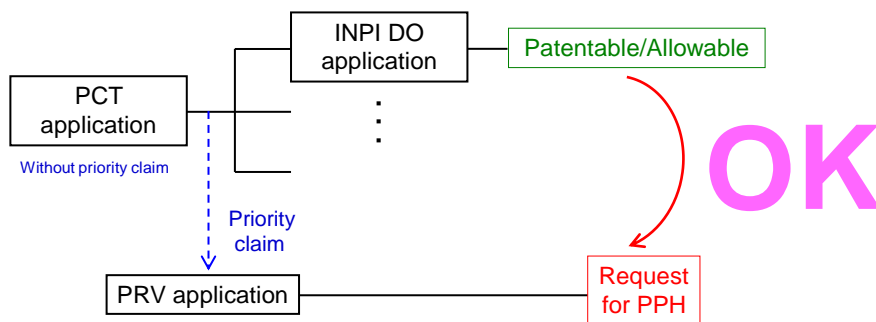 INPI DO
application
Patentable/Allowable
PCT
application
Without priority claim
OK
Priority
claim
PRV application
Request
for PPH